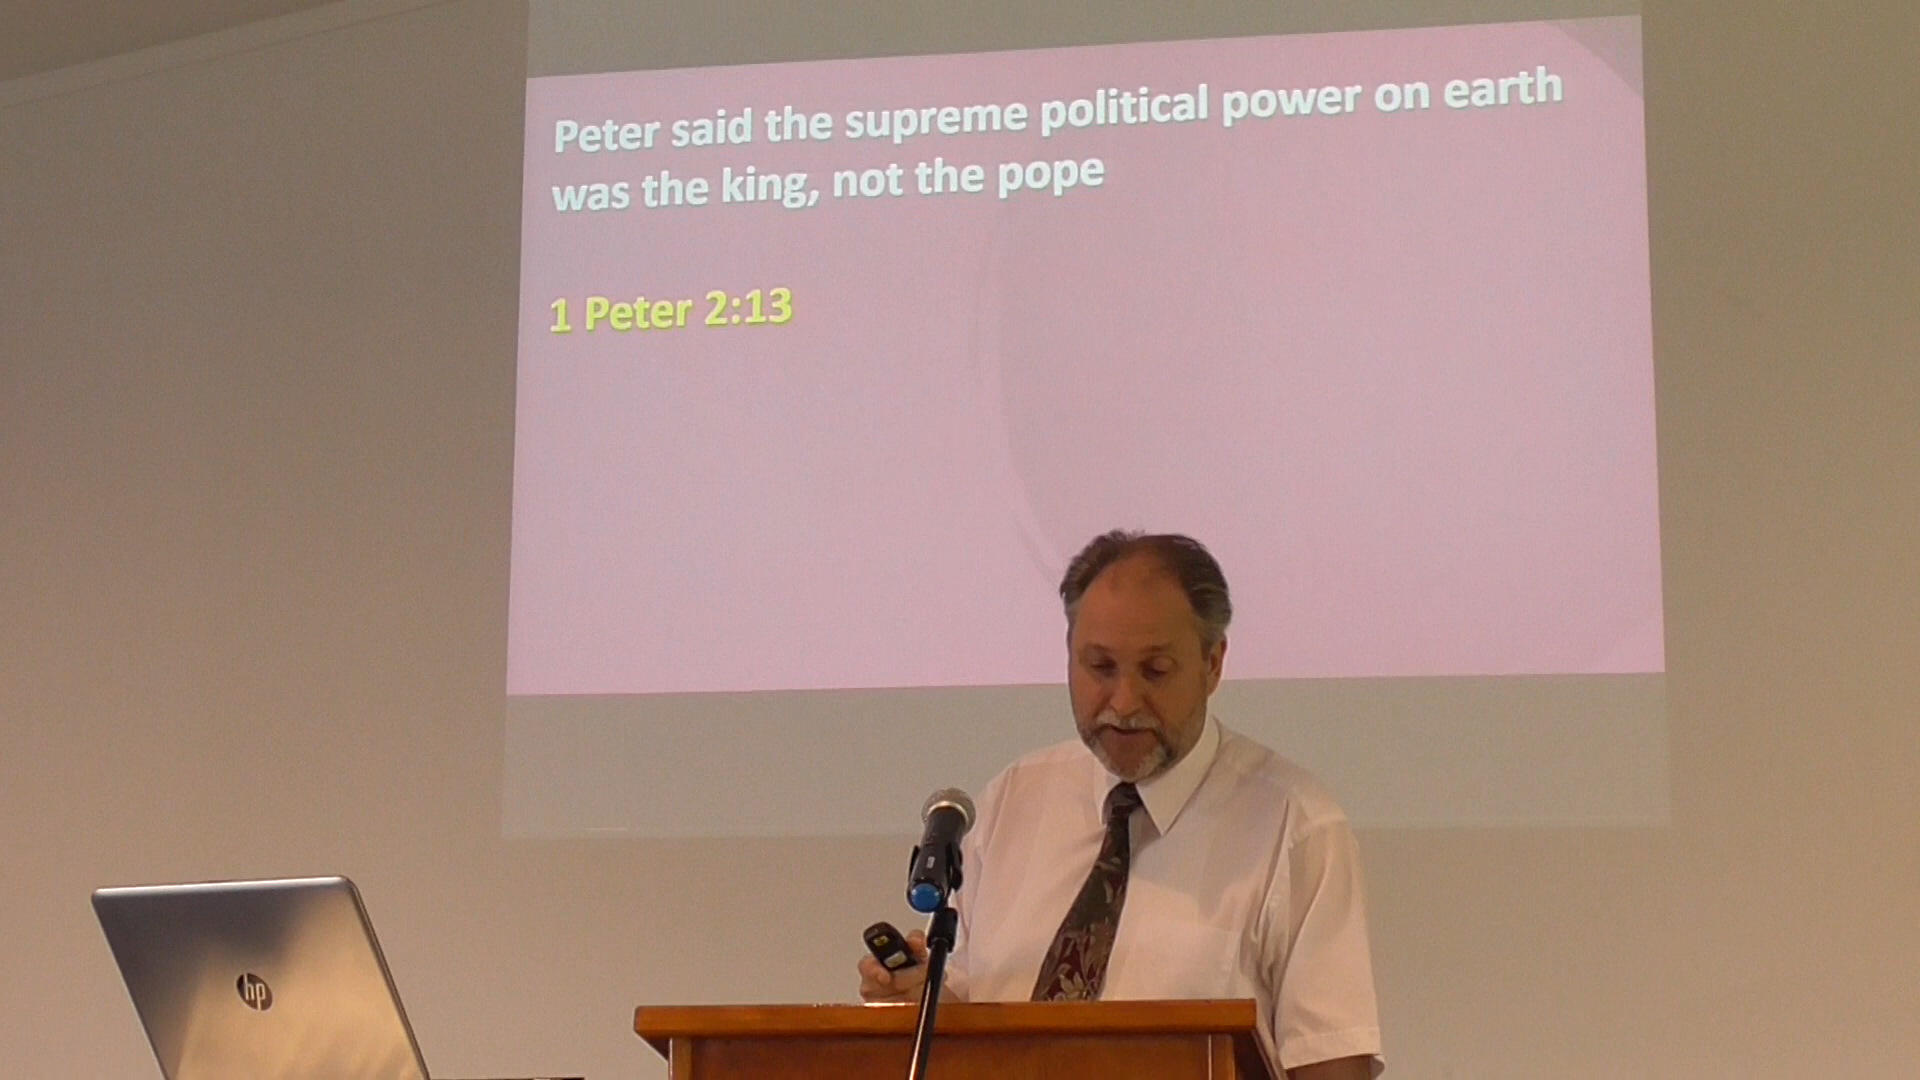 Peter said the supreme political power on earth
was the king, not the pope
1 Peter 2:13
hp